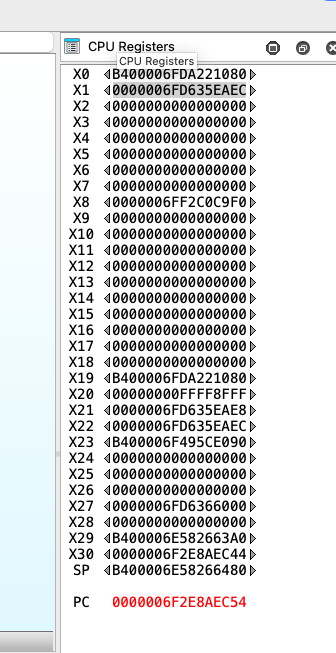 CPU Registers
CPU Registers
X0 B400006FDA221080
X1 0000006FD635EAEC
X2 0000000000000000
X3 0000000000000000
X4 0000000000000000
X5 0000000000000000
X6 0000000000000000
X7 0000000000000000
X8 0000006FF2C0C9F0
X9 0000000000000000
X10 0000000000000000
X11 0000000000000000
X12 0000000000000000
X13 0000000000000000
X14 0000000000000000
X15 0000000000000000
X16 0000000000000000
X17 0000000000000000
X18 0000000000000000
X19 B400006FDA221080
X20 00000000FFFF8FFF
X21 0000006FD635EAE8
X22 0000006FD635EAEC
X23 B400006F495CE090
X24 0000000000000000
X25 0000000000000000
X26 0000000000000000
X27 0000006FD6366000
X28 0000000000000000
X29 B400006E582663A0
X30 0000006F2E8AEC44
SP B400006E58266480
PC 0000006F2E8AEC54